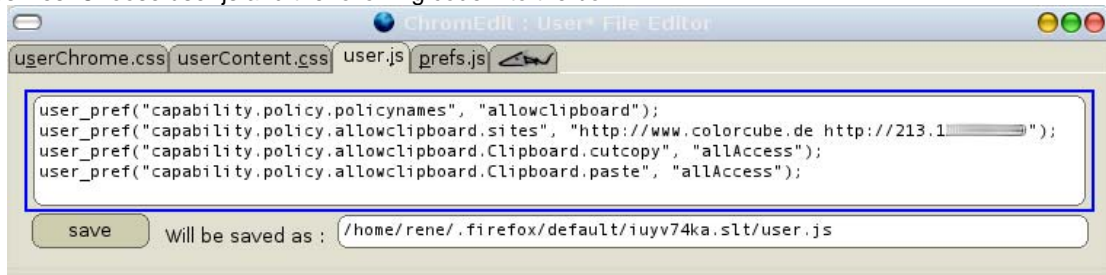 ChromEdit : User* File Editor
userChrome.css userContent.css user.js prefs.js
user_pref("capability.policy.policynames", "allowclipboard");
user_pref("capability.policy.allowclipboard.sites", "http://www.colorcube.de http://213.1 ");
user_pref("capability.policy.allowclipboard.Clipboard.cutcopy", "allAccess");
user_pref("capability.policy.allowclipboard.Clipboard.paste", "allAccess");
save Will be saved as : /home/rene/.firefox/default/iuyv74ka.slt/user.js